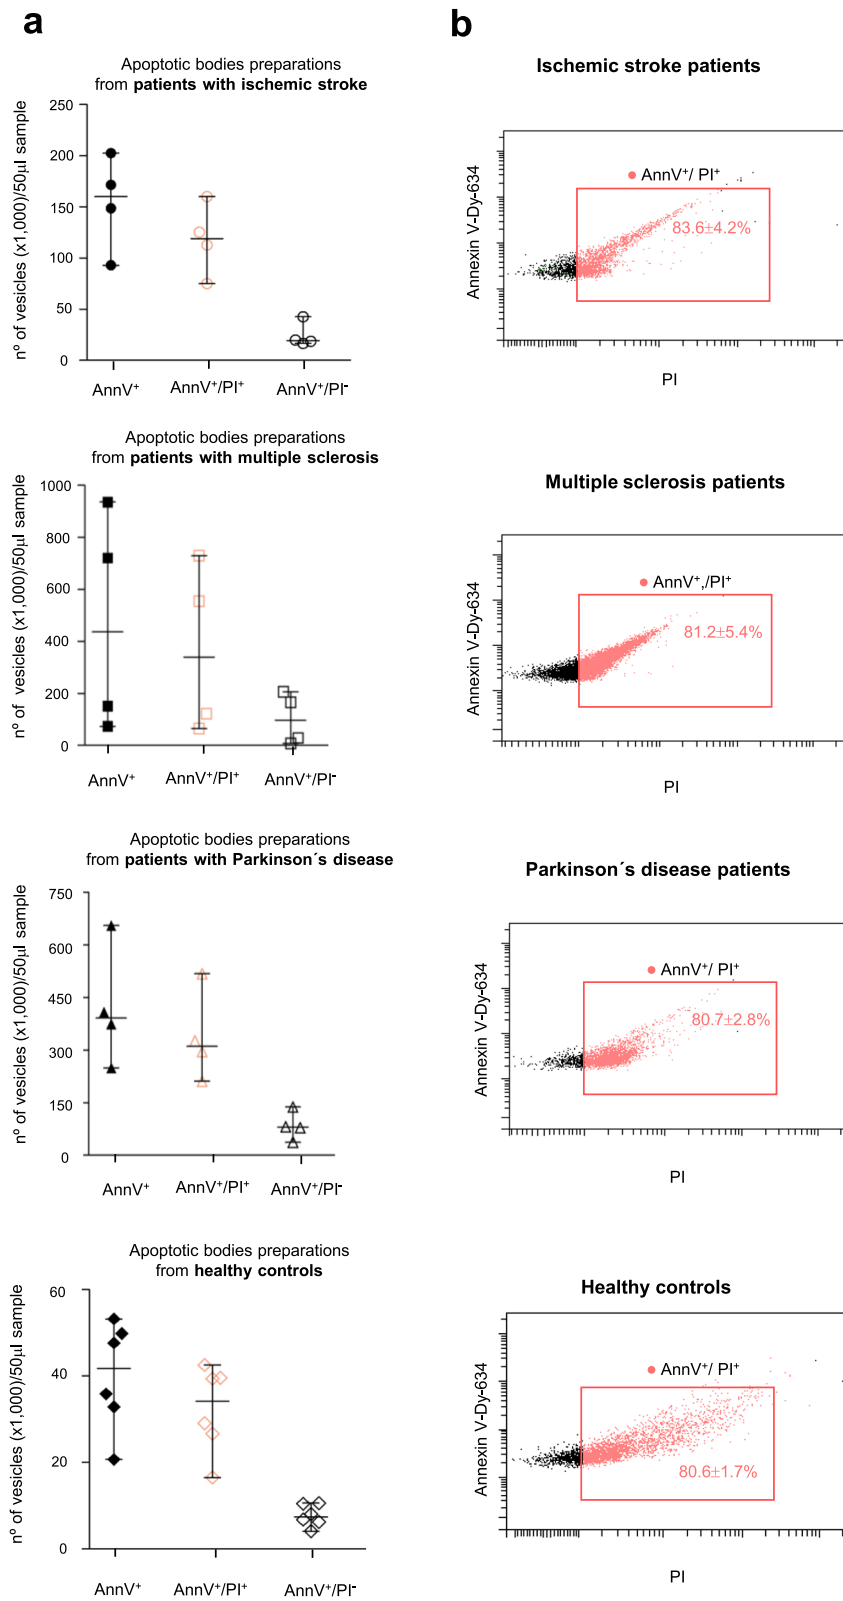 a
Apoptotic bodies preparations
from patients with ischemic stroke
nº of vesicles (x1,000)/50µl sample
250
200
150
100
50
0
AnnV⁺
AnnV⁺/PI⁺
AnnV⁺/PI⁻
Apoptotic bodies preparations
from patients with multiple sclerosis
nº of vesicles (x1,000)/50µl sample
1000
800
600
400
200
0
AnnV⁺
AnnV⁺/PI⁺
AnnV⁺/PI⁻
Apoptotic bodies preparations
from patients with Parkinson´s disease
nº of vesicles (x1,000)/50µl sample
750
600
450
300
150
0
AnnV⁺
AnnV⁺/PI⁺
AnnV⁺/PI⁻
Apoptotic bodies preparations
from healthy controls
nº of vesicles (x1,000)/50µl sample
60
40
20
0
AnnV⁺
AnnV⁺/PI⁺
AnnV⁺/PI⁻
b
Ischemic stroke patients
Annexin V-Dy-634
AnnV⁺/ PI⁺
83.6±4.2%
PI
Multiple sclerosis patients
Annexin V-Dy-634
AnnV⁺,/PI⁺
81.2±5.4%
PI
Parkinson´s disease patients
Annexin V-Dy-634
AnnV⁺/ PI⁺
80.7±2.8%
PI
Healthy controls
Annexin V-Dy-634
AnnV⁺/ PI⁺
80.6±1.7%
PI